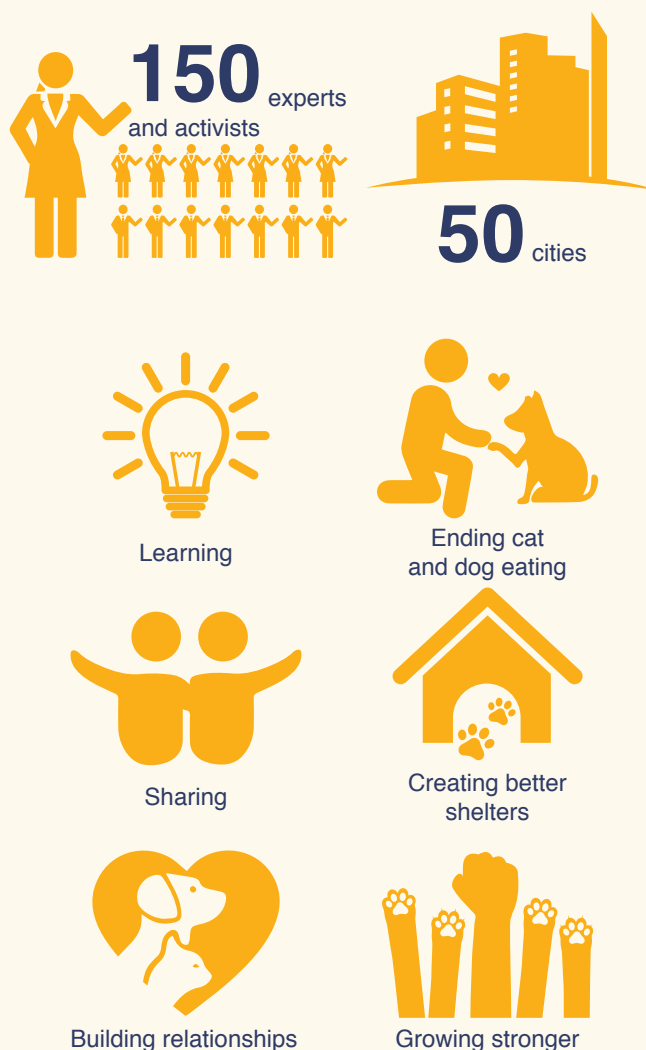 150 experts
and activists
50 cities
Learning
Ending cat
and dog eating
Sharing
Creating better
shelters
Building relationships
Growing stronger